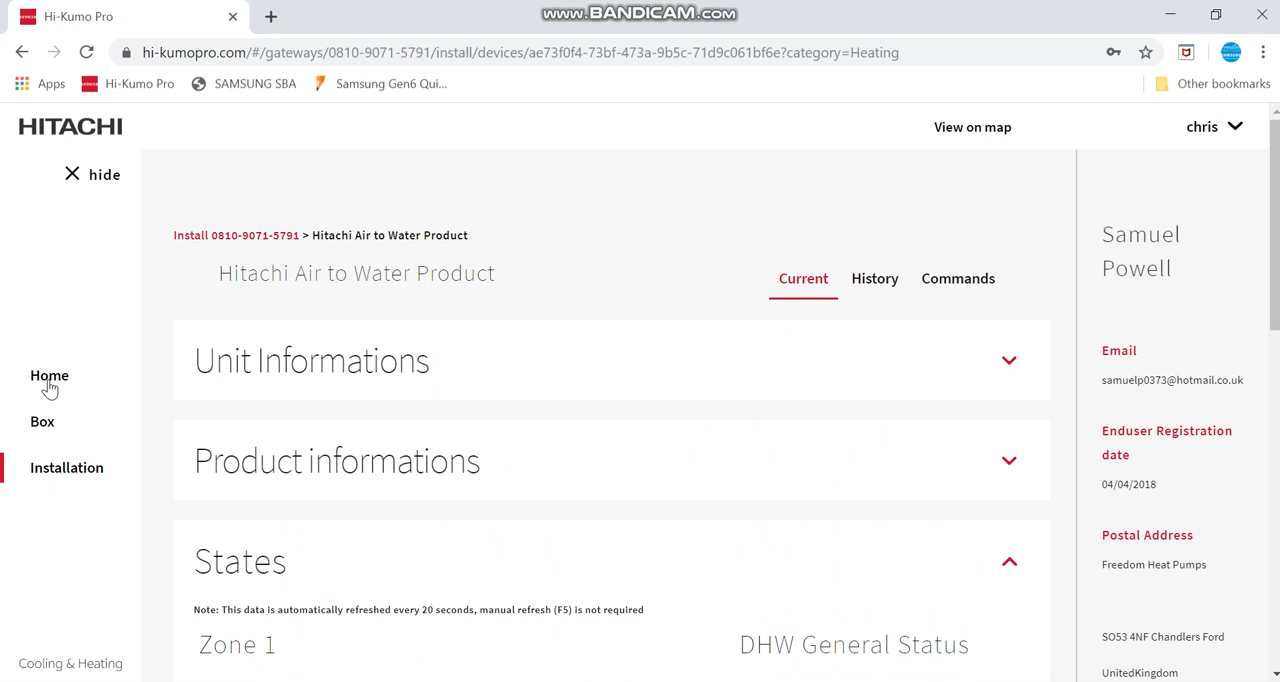 Hi-Kumo Pro
www.BANDICAM.com
hi-kumopro.com/#/gateways/0810-9071-5791/install/devices/ae73f0f4-73bf-473a-9b5c-71d9c061bf6e?category=Heating
Apps
Hi-Kumo Pro
SAMSUNG SBA
Samsung Gen6 Qui...
Other bookmarks
HITACHI
View on map
chris
hide
Home
Box
Installation
Cooling & Heating
Install 0810-9071-5791 > Hitachi Air to Water Product
Hitachi Air to Water Product
Current
History
Commands
Unit Informations
Product informations
States
Note: This data is automatically refreshed every 20 seconds, manual refresh (F5) is not required
Zone 1
DHW General Status
Samuel
Powell
Email
samuelp0373@hotmail.co.uk
Enduser Registration
date
04/04/2018
Postal Address
Freedom Heat Pumps
SO53 4NF Chandlers Ford
UnitedKingdom